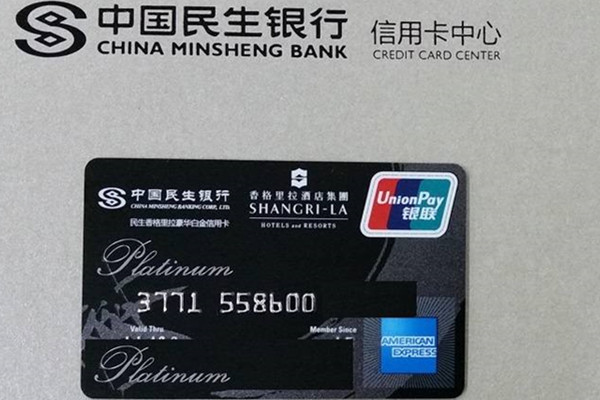 中国民生银行
CHINA MINSHENG BANK
信用卡中心
CREDIT CARD CENTER
中国民生银行
CHINA MINSHENG BANKING CORP., LTD.
民生香格里拉豪华白金信用卡
香格里拉酒店集團
SHANGRI-LA
HOTELS and RESORTS
UnionPay
银联
Platinum
3771 558600
Valid Thru
Member Since
AMERICAN
EXPRESS
Platinum